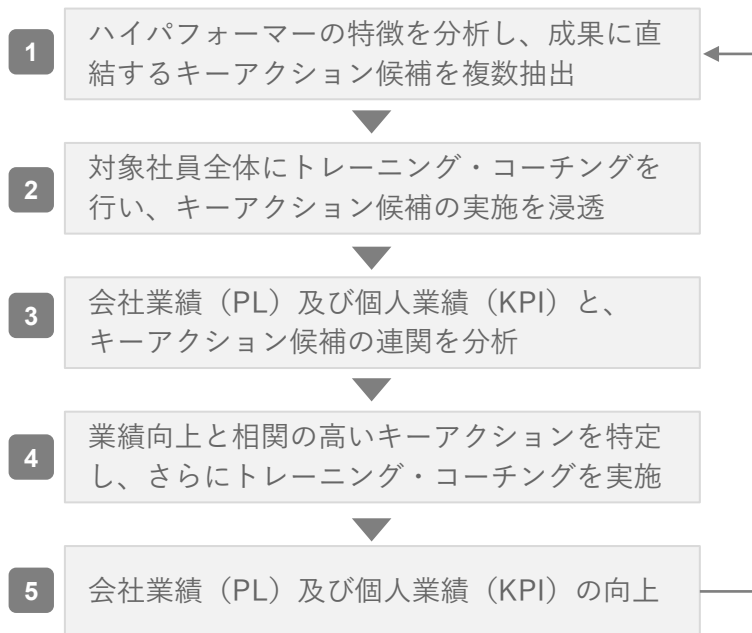 1
ハイパフォーマーの特徴を分析し、成果に直
結するキーアクション候補を複数抽出
2
対象社員全体にトレーニング・コーチングを
行い、キーアクション候補の実施を浸透
3
会社業績（PL）及び個人業績（KPI）と、
キーアクション候補の連関を分析
4
業績向上と相関の高いキーアクションを特定
し、さらにトレーニング・コーチングを実施
5
会社業績（PL）及び個人業績（KPI）の向上